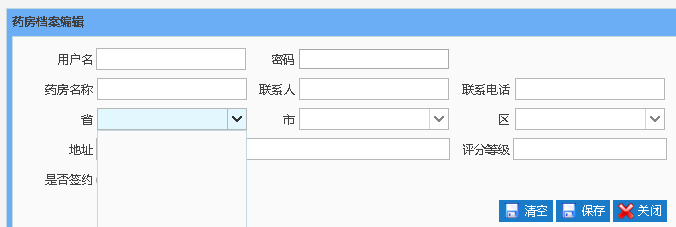 药房档案编辑
用户名 密码
药房名称 联系人 联系电话
省 市 区
地址 评分等级
是否签约
清空 保存 关闭